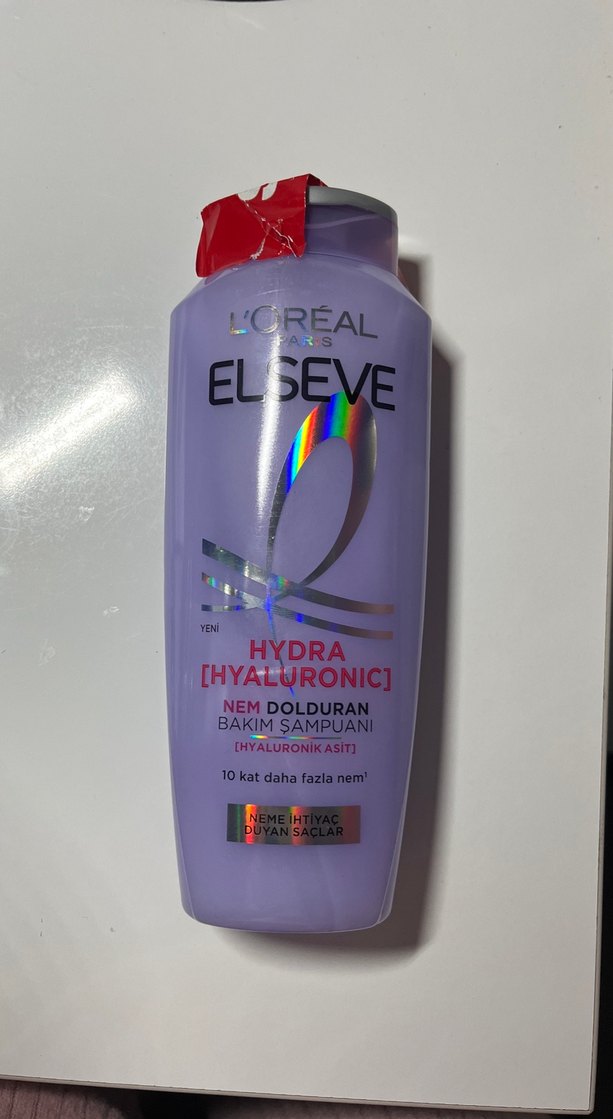 L'ORÉAL
PARIS
ELSEVE
YENİ
HYDRA
[HYALURONIC]
NEM DOLDURAN
BAKIM ŞAMPUANI
[HYALURONİK ASİT]
10 kat daha fazla nem¹
NEME İHTİYAÇ
DUYAN SAÇLAR